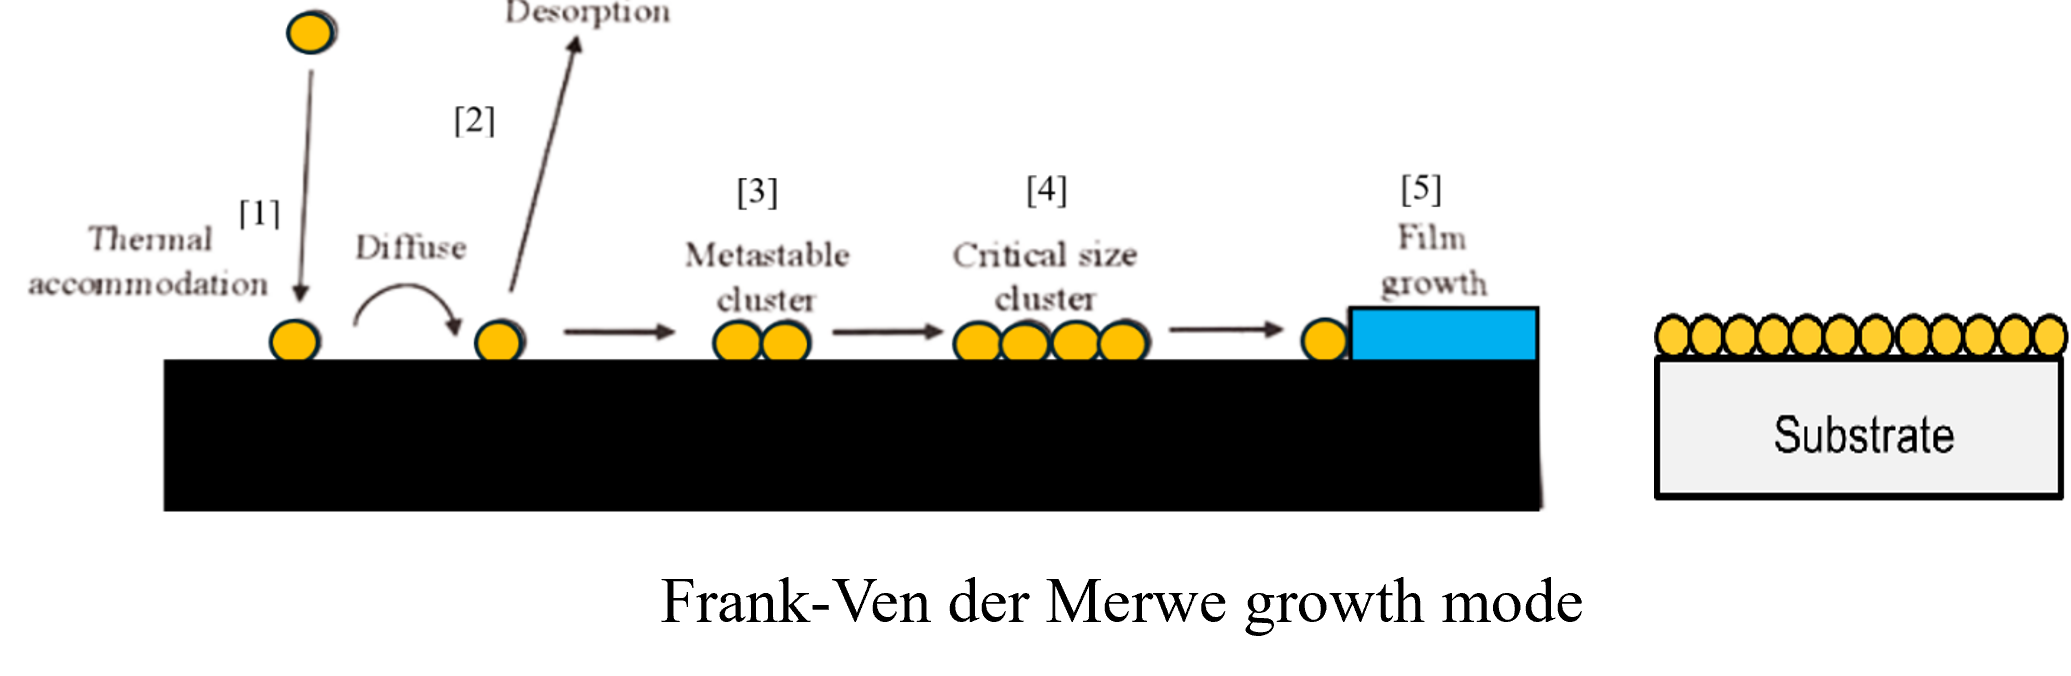 Desorption
[2]
[1]
Thermal
accommodation
Diffuse
[3]
Metastable
cluster
[4]
Critical size
cluster
[5]
Film
growth
Substrate
Frank-Ven der Merwe growth mode